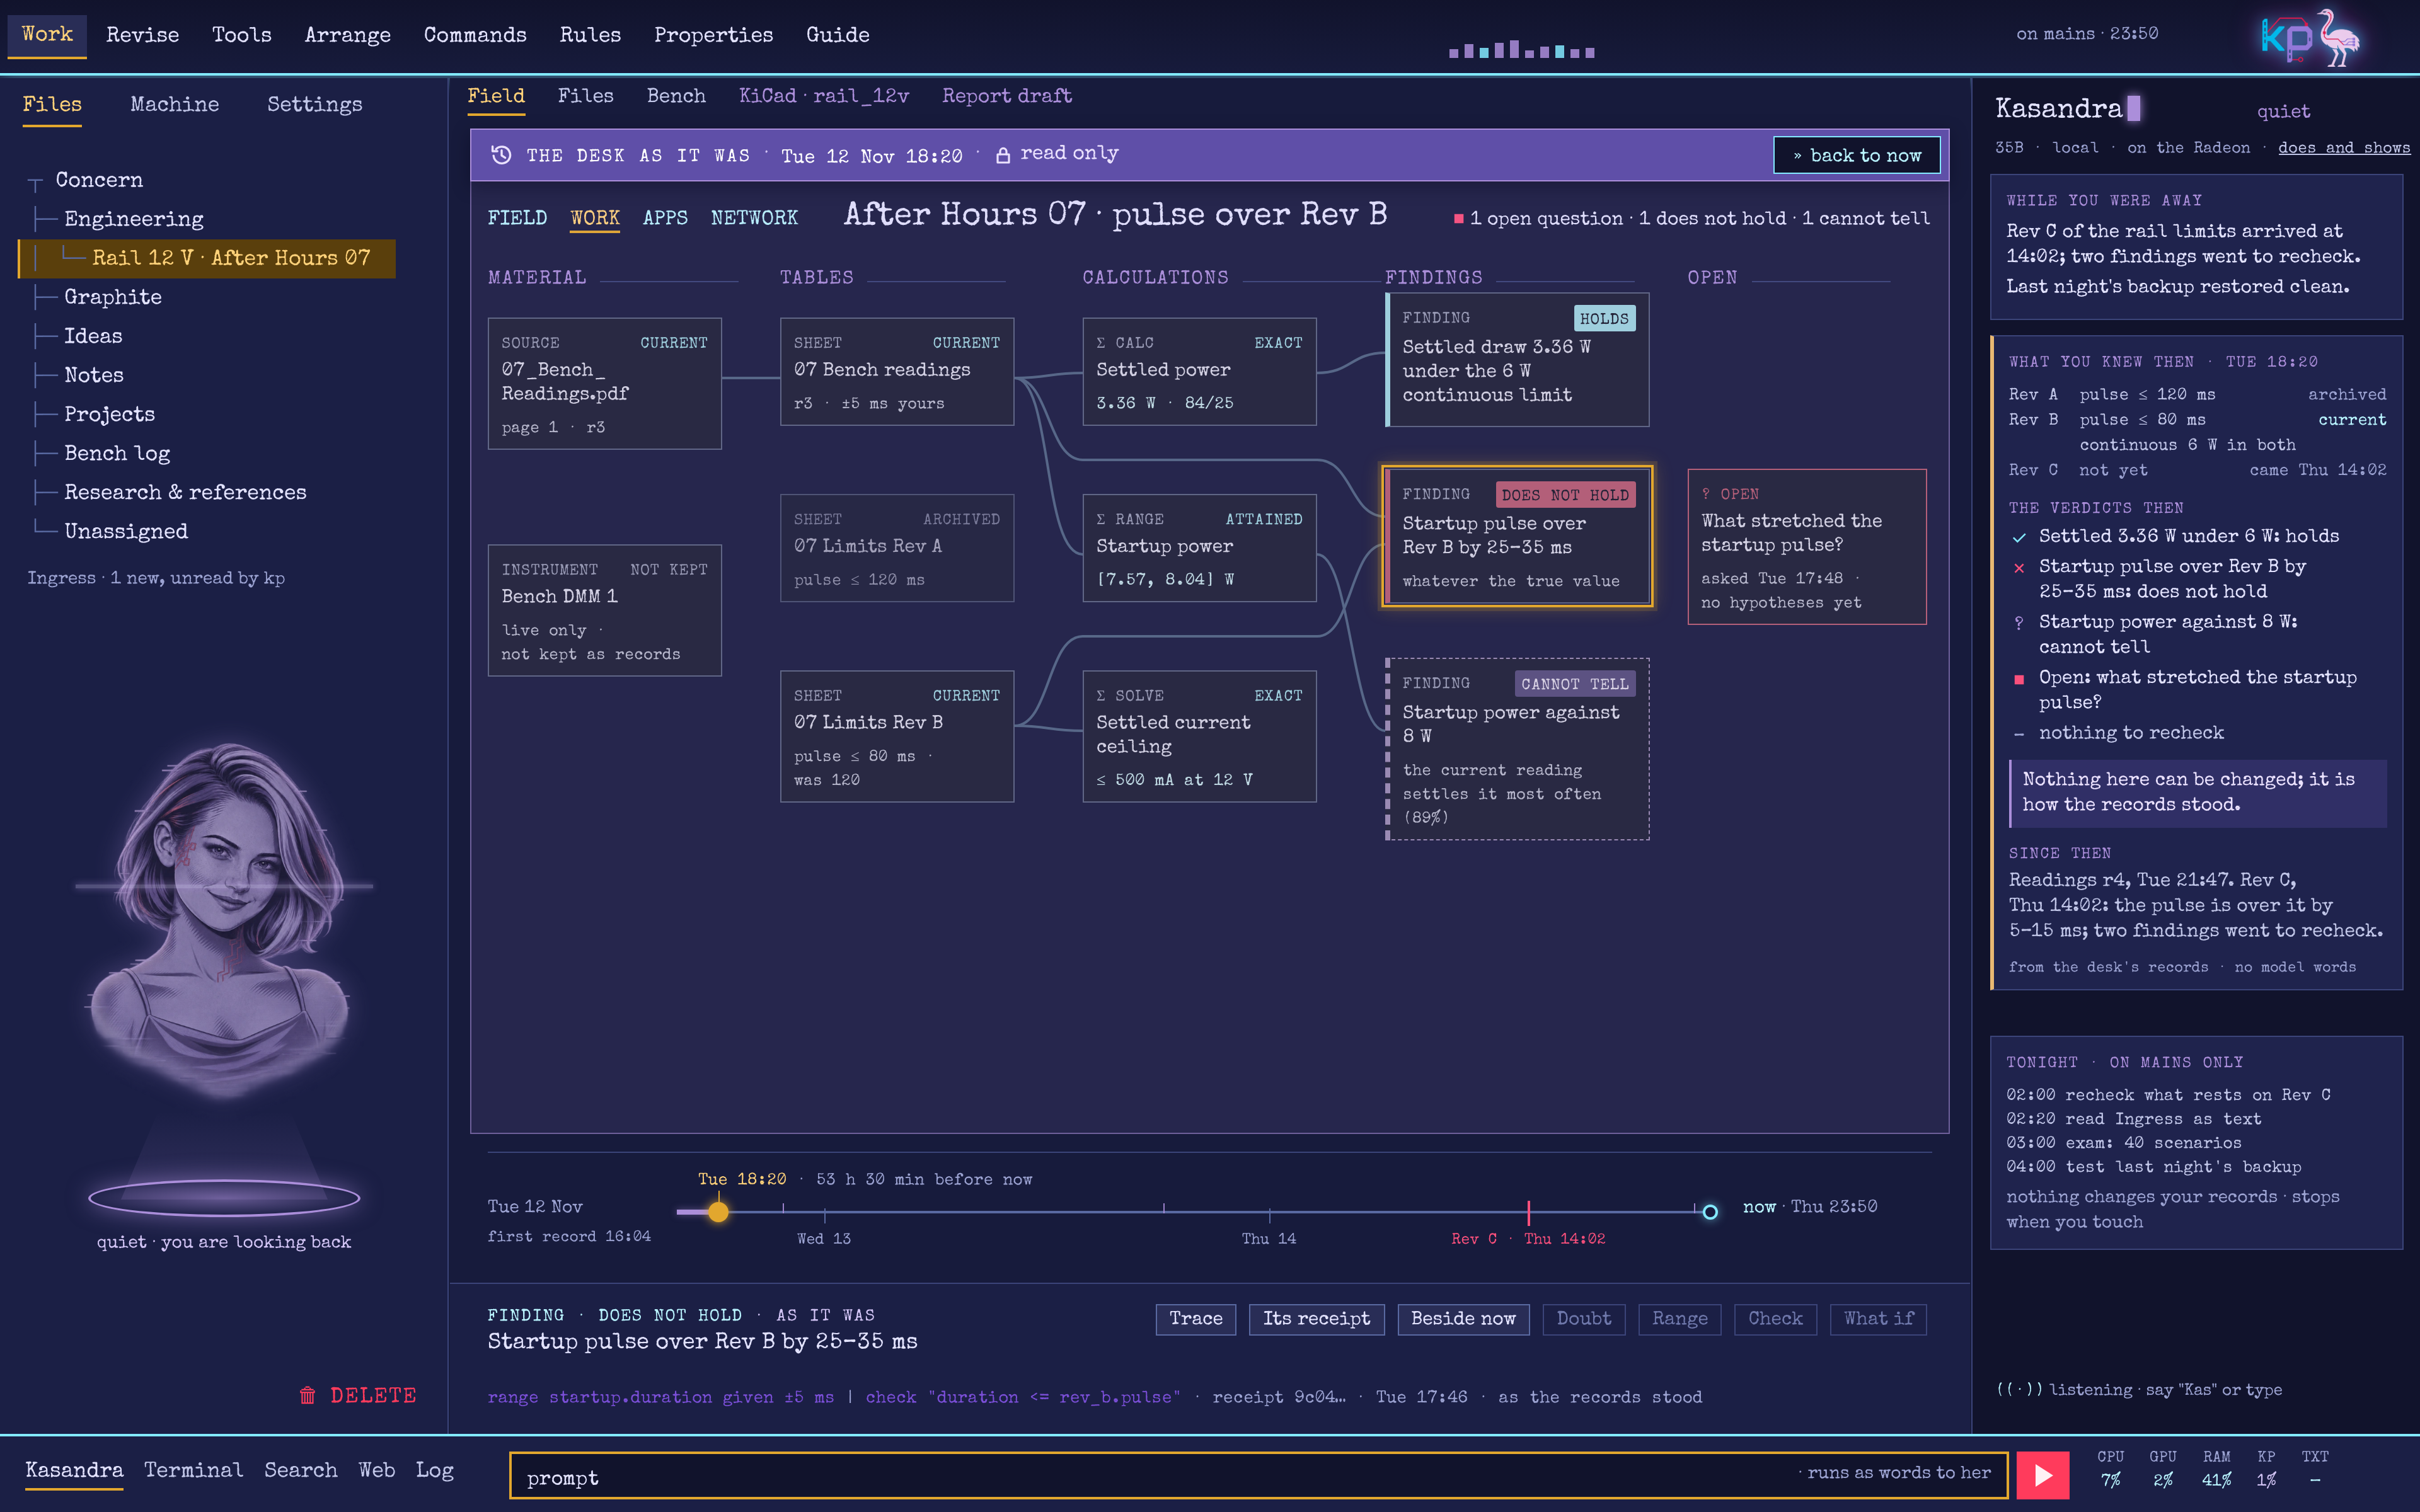 Work Revise Tools Arrange Commands Rules Properties Guide
on mains · 23:50
kp
Files Machine Settings
Concern
Engineering
Rail 12 V · After Hours 07
Graphite
Ideas
Notes
Projects
Bench log
Research & references
Unassigned
Ingress · 1 new, unread by kp
quiet · you are looking back
DELETE
Field Files Bench KiCad · rail_12v Report draft
THE DESK AS IT WAS · Tue 12 Nov 18:20 · read only
» back to now
FIELD WORK APPS NETWORK
After Hours 07 · pulse over Rev B
1 open question · 1 does not hold · 1 cannot tell
MATERIAL
SOURCE CURRENT
07_Bench_
Readings.pdf
page 1 · r3
INSTRUMENT NOT KEPT
Bench DMM 1
live only ·
not kept as records
TABLES
SHEET CURRENT
07 Bench readings
r3 · ±5 ms yours
SHEET ARCHIVED
07 Limits Rev A
pulse ≤ 120 ms
SHEET CURRENT
07 Limits Rev B
pulse ≤ 80 ms ·
was 120
CALCULATIONS
Σ CALC EXACT
Settled power
3.36 W · 84/25
Σ RANGE ATTAINED
Startup power
[7.57, 8.04] W
Σ SOLVE EXACT
Settled current
ceiling
≤ 500 mA at 12 V
FINDINGS
FINDING HOLDS
Settled draw 3.36 W
under the 6 W
continuous limit
FINDING DOES NOT HOLD
Startup pulse over
Rev B by 25–35 ms
whatever the true value
FINDING CANNOT TELL
Startup power against
8 W
the current reading
settles it most often
(89%)
OPEN
? OPEN
What stretched the
startup pulse?
asked Tue 17:48 ·
no hypotheses yet
Tue 18:20 · 53 h 30 min before now
Tue 12 Nov
first record 16:04
Wed 13
Thu 14
Rev C · Thu 14:02
now · Thu 23:50
FINDING · DOES NOT HOLD · AS IT WAS
Startup pulse over Rev B by 25–35 ms
Trace Its receipt Beside now Doubt Range Check What if
range startup.duration given ±5 ms | check "duration <= rev_b.pulse" · receipt 9c04… · Tue 17:46 · as the records stood
Kasandra quiet
35B · local · on the Radeon · does and shows
WHILE YOU WERE AWAY
Rev C of the rail limits arrived at
14:02; two findings went to recheck.
Last night's backup restored clean.
WHAT YOU KNEW THEN · TUE 18:20
Rev A pulse ≤ 120 ms archived
Rev B pulse ≤ 80 ms current
continuous 6 W in both
Rev C not yet came Thu 14:02
THE VERDICTS THEN
✓ Settled 3.36 W under 6 W: holds
× Startup pulse over Rev B by
25–35 ms: does not hold
? Startup power against 8 W:
cannot tell
Open: what stretched the startup
pulse?
– nothing to recheck
Nothing here can be changed; it is
how the records stood.
SINCE THEN
Readings r4, Tue 21:47. Rev C,
Thu 14:02: the pulse is over it by
5–15 ms; two findings went to recheck.
from the desk's records · no model words
TONIGHT · ON MAINS ONLY
02:00 recheck what rests on Rev C
02:20 read Ingress as text
03:00 exam: 40 scenarios
04:00 test last night's backup
nothing changes your records · stops
when you touch
((·)) listening · say "Kas" or type
Kasandra Terminal Search Web Log
prompt
· runs as words to her
CPU GPU RAM KP TXT
7% 2% 41% 1% –